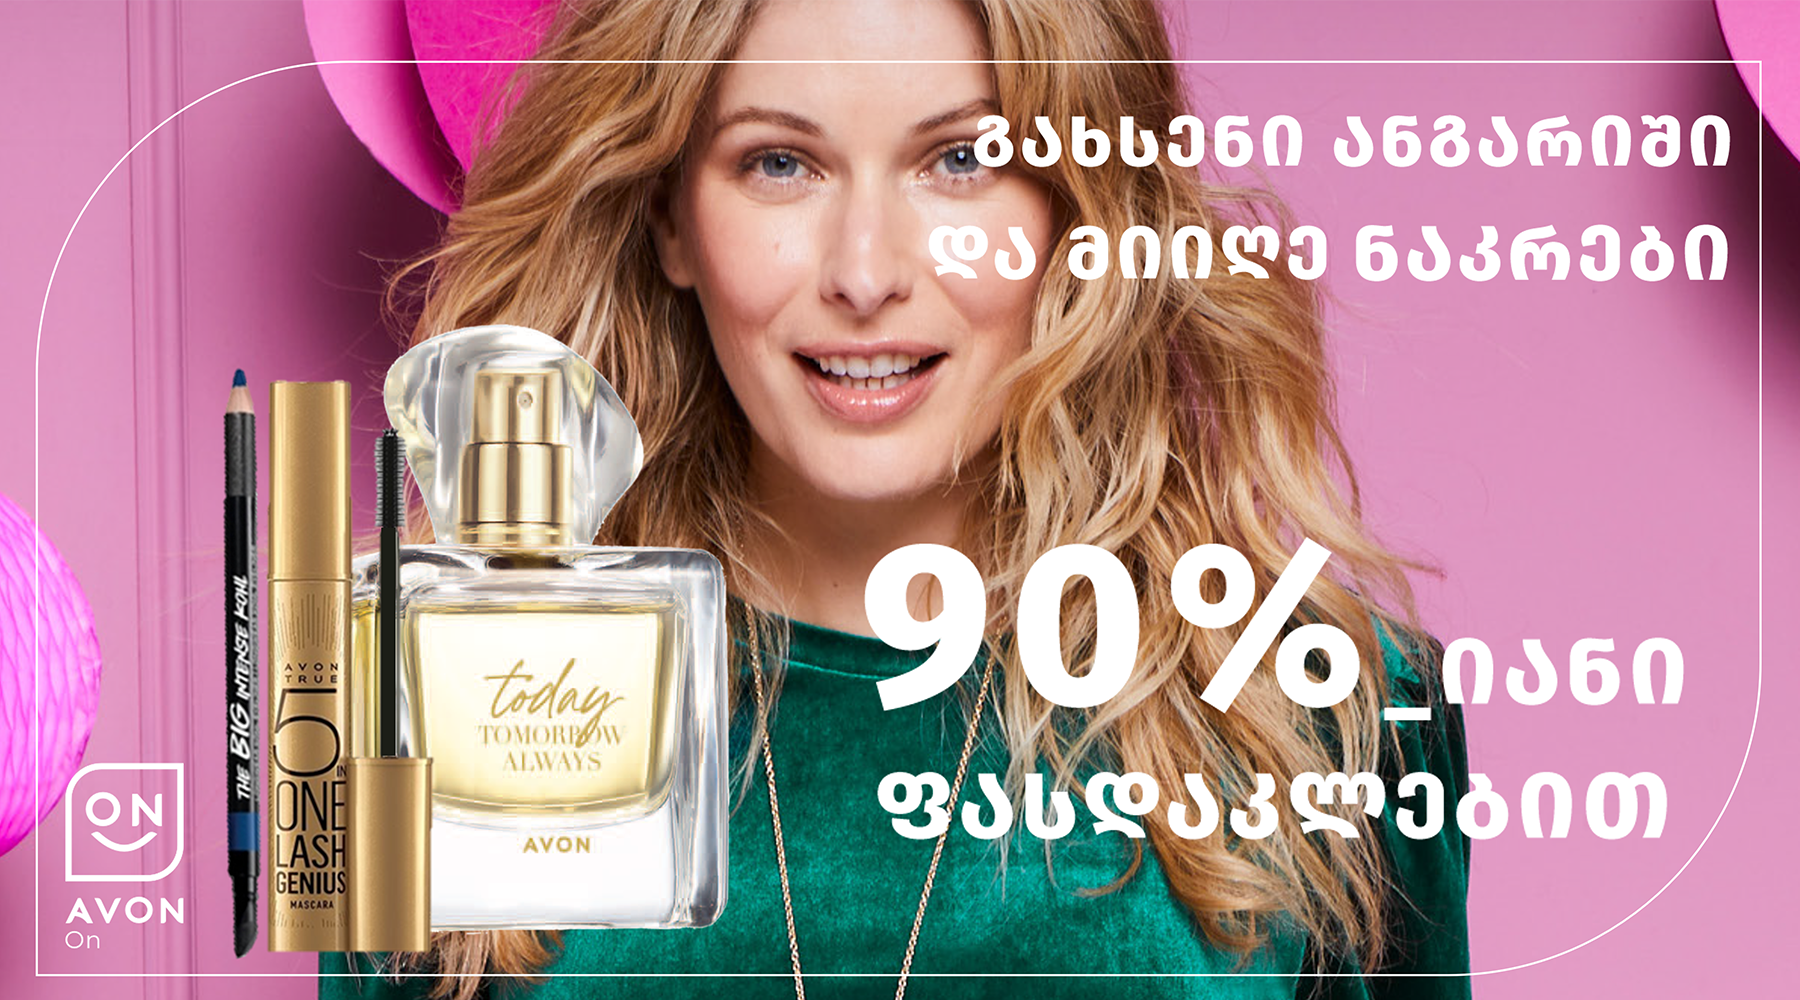 გახსენი ანგარიში
და მიიღე ნაკრები
90%_იანი
ფასდაკლებით
THE BIG INTENSE KOHL
AVON
TRUE
5
IN
ONE
LASH
GENIUS
MASCARA
today
TOMORROW
ALWAYS
AVON
ON
AVON
On